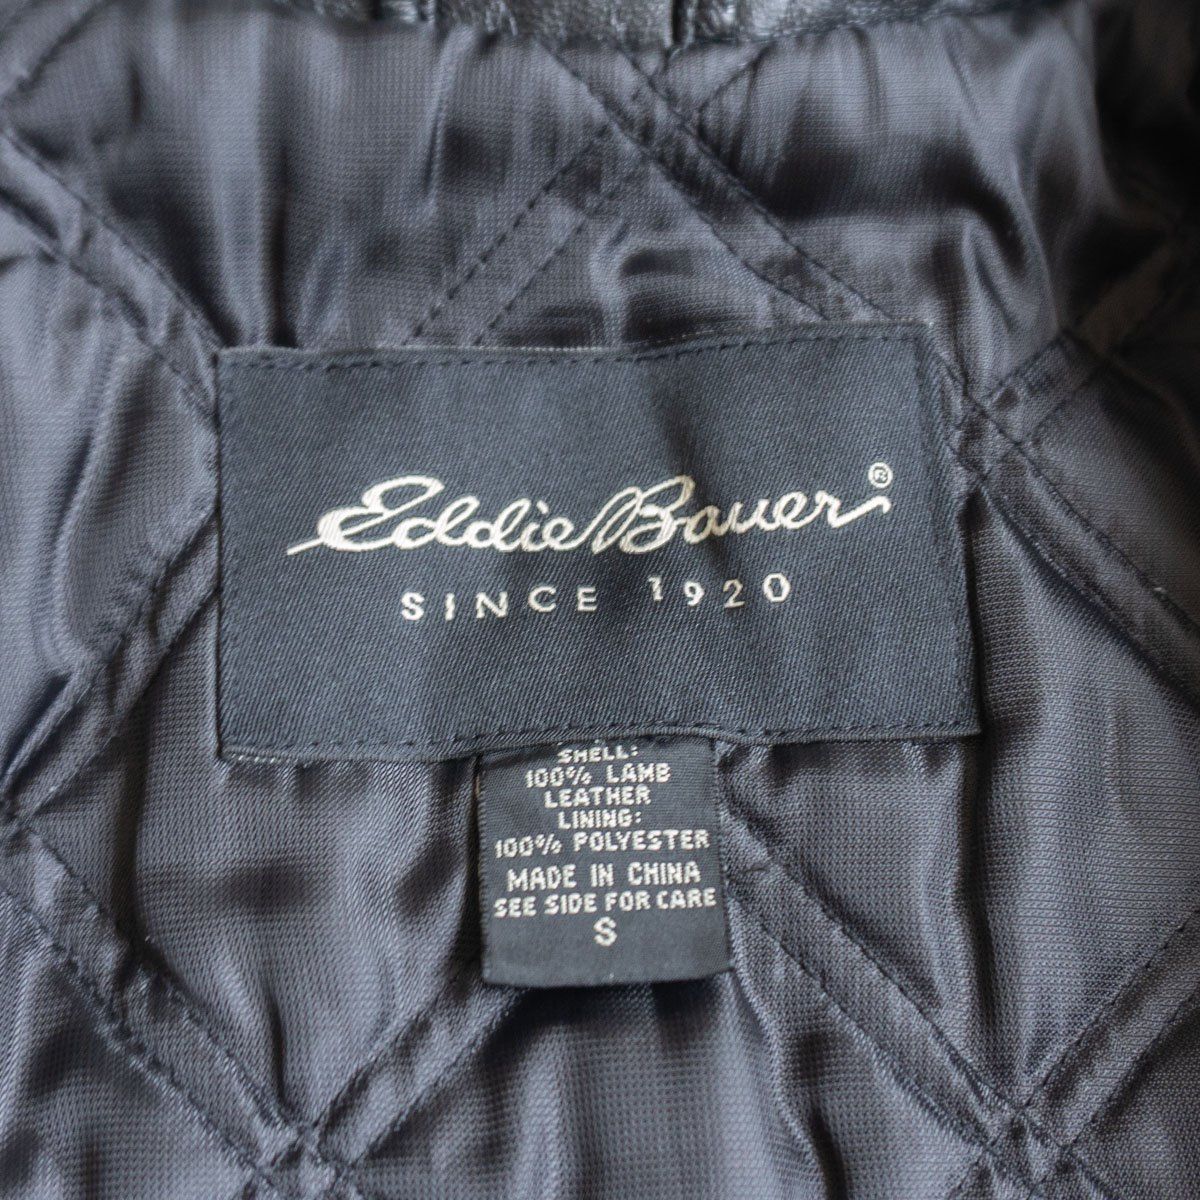 Eddie Bauer®
SINCE 1920
SHELL:
100% LAMB
LEATHER
LINING:
100% POLYESTER
MADE IN CHINA
SEE SIDE FOR CARE
S